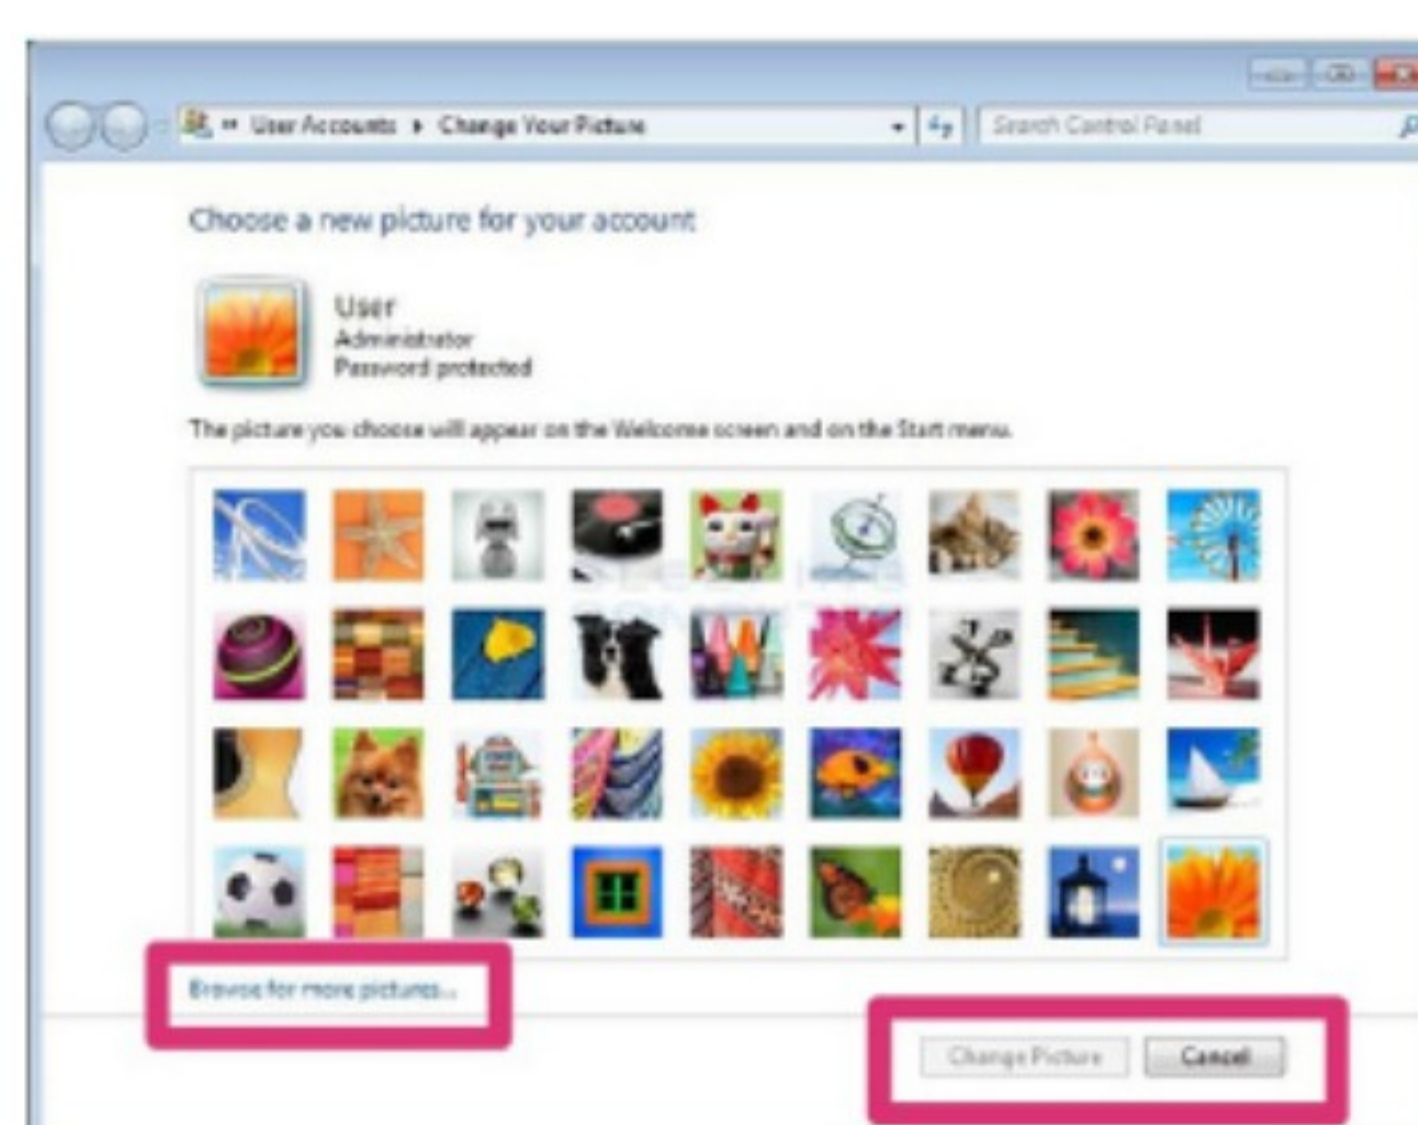 User Accounts Change Your Picture
Search Control Panel
Choose a new picture for your account
User
Administrator
Password protected
The picture you choose will appear on the Welcome screen and on the Start menu.
Browse for more pictures...
Change Picture
Cancel